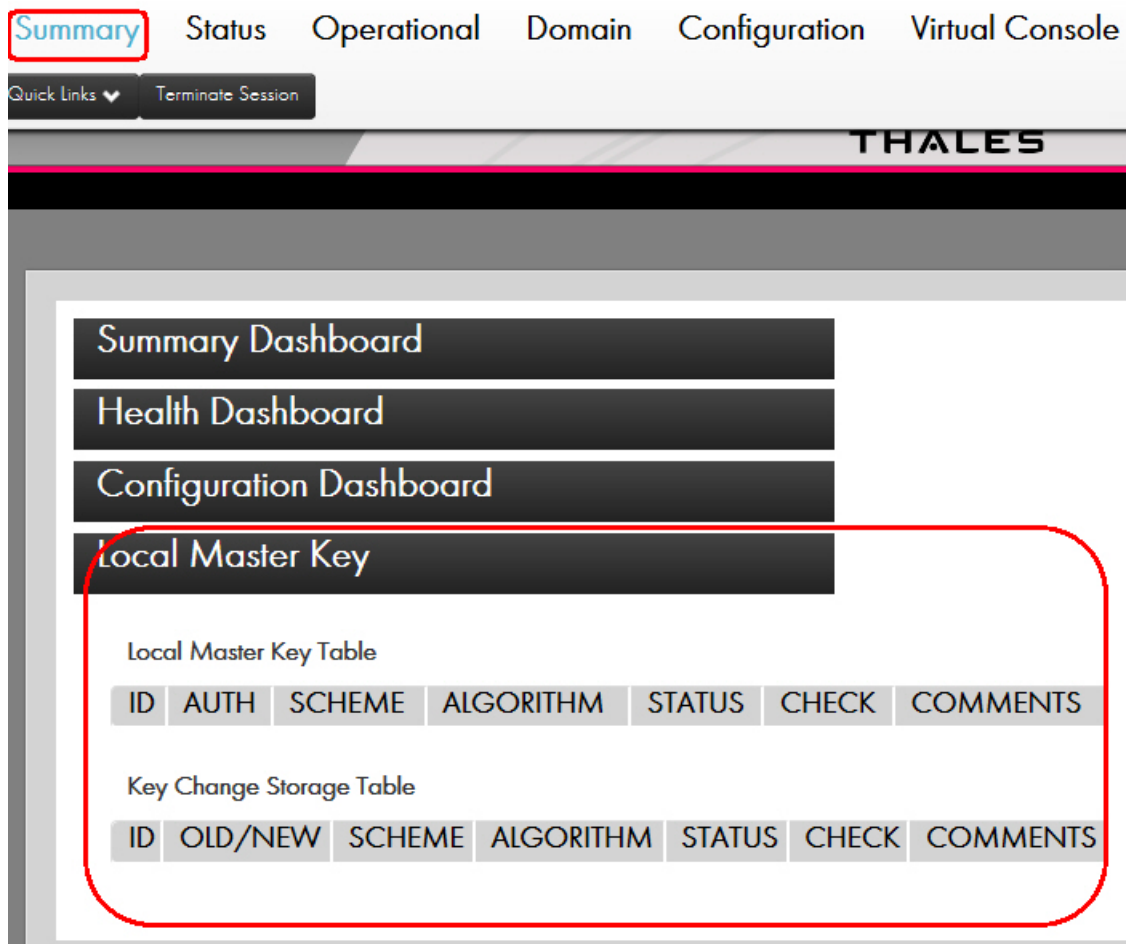 Summary Status Operational Domain Configuration Virtual Console
Quick Links Terminate Session
THALES
Summary Dashboard
Health Dashboard
Configuration Dashboard
Local Master Key
Local Master Key Table
ID AUTH SCHEME ALGORITHM STATUS CHECK COMMENTS
Key Change Storage Table
ID OLD/NEW SCHEME ALGORITHM STATUS CHECK COMMENTS